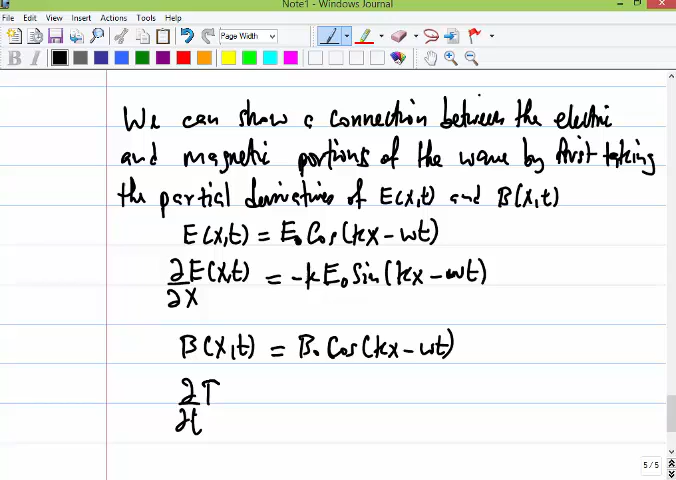 Note1 - Windows Journal
File Edit View Insert Actions Tools Help
Page Width
B I
We can show a connection between the electric
and magnetic portions of the wave by first taking
the partial derivatives of E(x,t) and B(x,t)
E(x,t) = E₀ Cos(kx - ωt)
∂E(x,t) = -kE₀ Sin(kx - ωt)
∂x
B(x,t) = B₀ Cos(kx - ωt)
∂
∂t
5/5